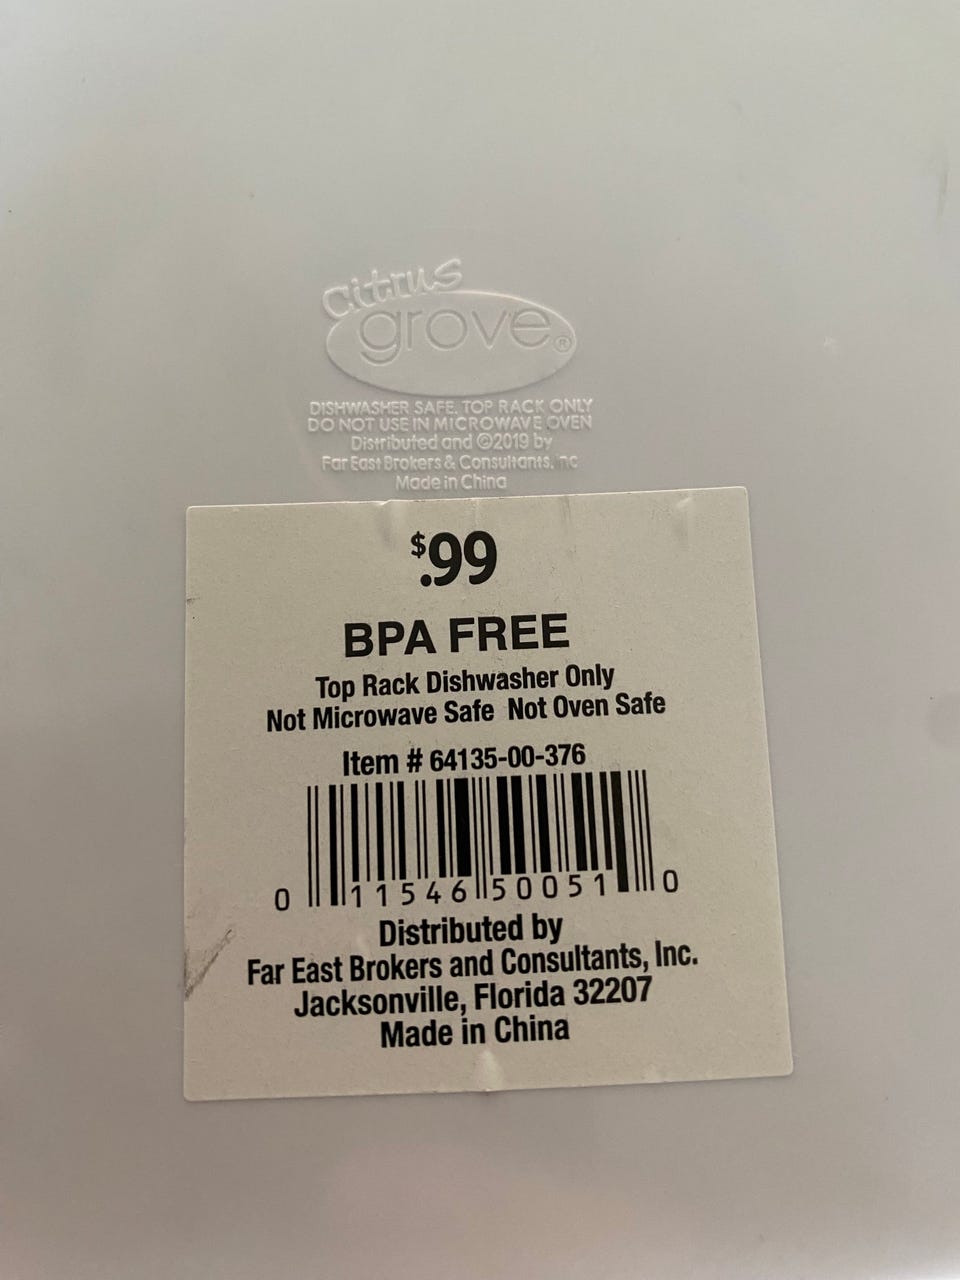 citrus
grove®
DISHWASHER SAFE. TOP RACK ONLY
DO NOT USE IN MICROWAVE OVEN
Distributed and ©2019 by
Far East Brokers & Consultants, Inc
Made in China
$.99
BPA FREE
Top Rack Dishwasher Only
Not Microwave Safe Not Oven Safe
Item # 64135-00-376
0 11546 50051 0
Distributed by
Far East Brokers and Consultants, Inc.
Jacksonville, Florida 32207
Made in China